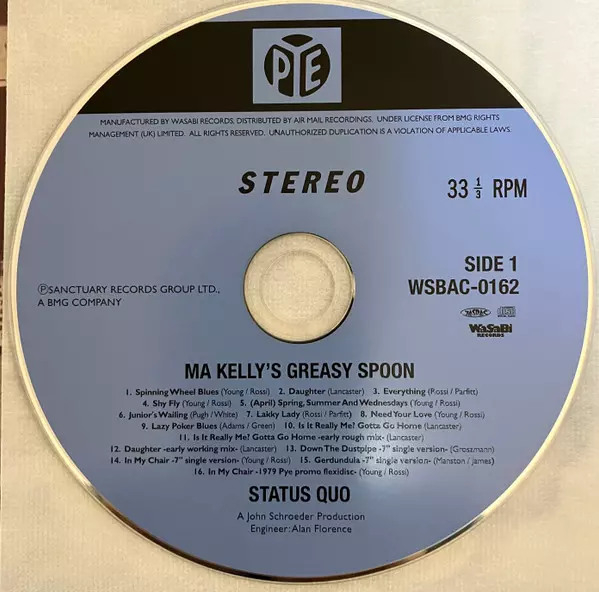 PYE
MANUFACTURED BY WASABI RECORDS, DISTRIBUTED BY AIR MAIL RECORDINGS. UNDER LICENSE FROM BMG RIGHTS
MANAGEMENT (UK) LIMITED. ALL RIGHTS RESERVED. UNAUTHORIZED DUPLICATION IS A VIOLATION OF APPLICABLE LAWS.
STEREO
33 1/3 RPM
SIDE 1
WSBAC-0162
ⓅSANCTUARY RECORDS GROUP LTD.,
A BMG COMPANY
WaSaBi
RECORDS
MA KELLY'S GREASY SPOON
1. Spinning Wheel Blues (Young / Rossi) 2. Daughter (Lancaster) 3. Everything (Rossi / Parfitt)
4. Shy Fly (Young / Rossi) 5. (April) Spring, Summer And Wednesdays (Young / Rossi)
6. Junior's Wailing (Pugh / White) 7. Lakky Lady (Rossi / Parfitt) 8. Need Your Love (Young / Rossi)
9. Lazy Poker Blues (Adams / Green) 10. Is It Really Me? Gotta Go Home (Lancaster)
11. Is It Really Me? Gotta Go Home -early rough mix- (Lancaster)
12. Daughter -early working mix- (Lancaster) 13. Down The Dustpipe -7" single version- (Groszmann)
14. In My Chair -7" single version- (Young / Rossi) 15. Gerdundula -7" single version- (Manston / James)
16. In My Chair -1979 Pye promo flexidisc- (Young / Rossi)
STATUS QUO
A John Schroeder Production
Engineer: Alan Florence